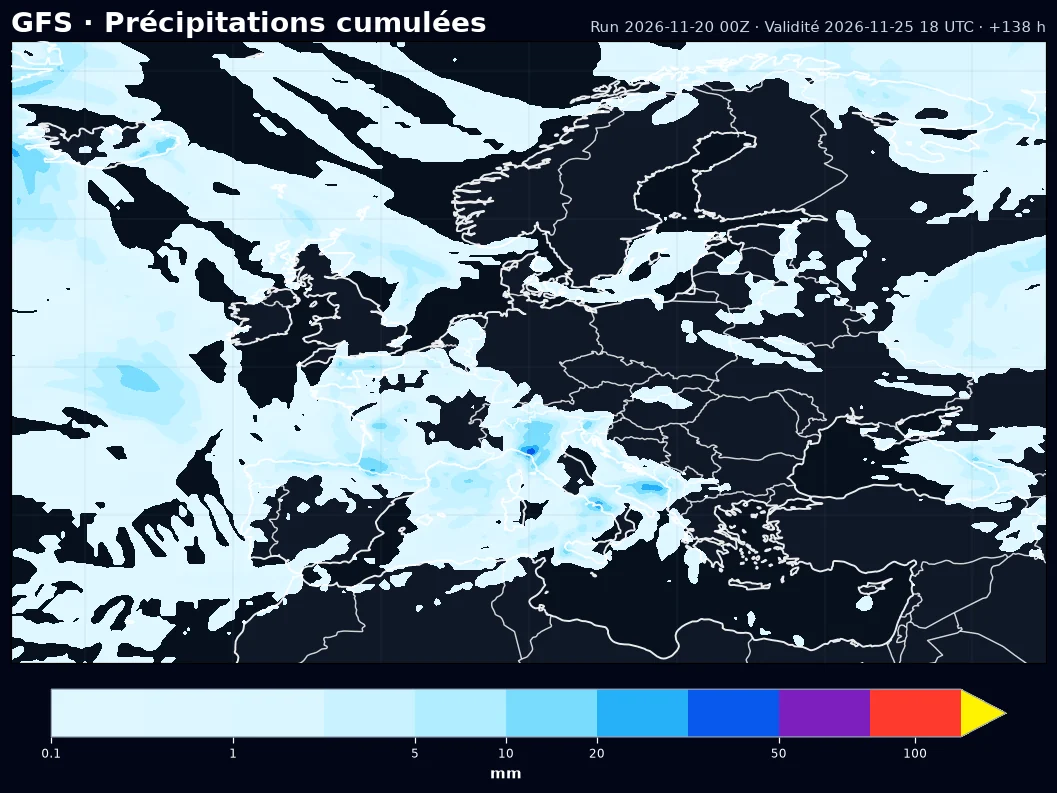 GFS · Précipitations cumulées
Run 2026-11-20 00Z · Validité 2026-11-25 18 UTC · +138 h
0.1 1 5 10 20 50 100
mm